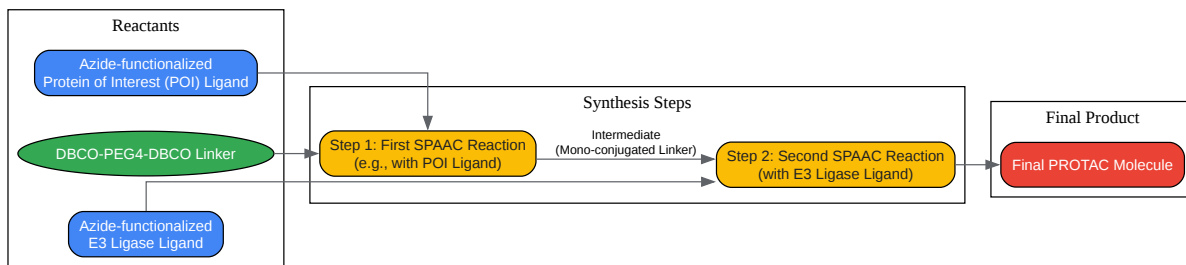 Reactants
Azide-functionalized
Protein of Interest (POI) Ligand
DBCO-PEG4-DBCO Linker
Azide-functionalized
E3 Ligase Ligand
Synthesis Steps
Step 1: First SPAAC Reaction
(e.g., with POI Ligand)
Intermediate
(Mono-conjugated Linker)
Step 2: Second SPAAC Reaction
(with E3 Ligase Ligand)
Final Product
Final PROTAC Molecule